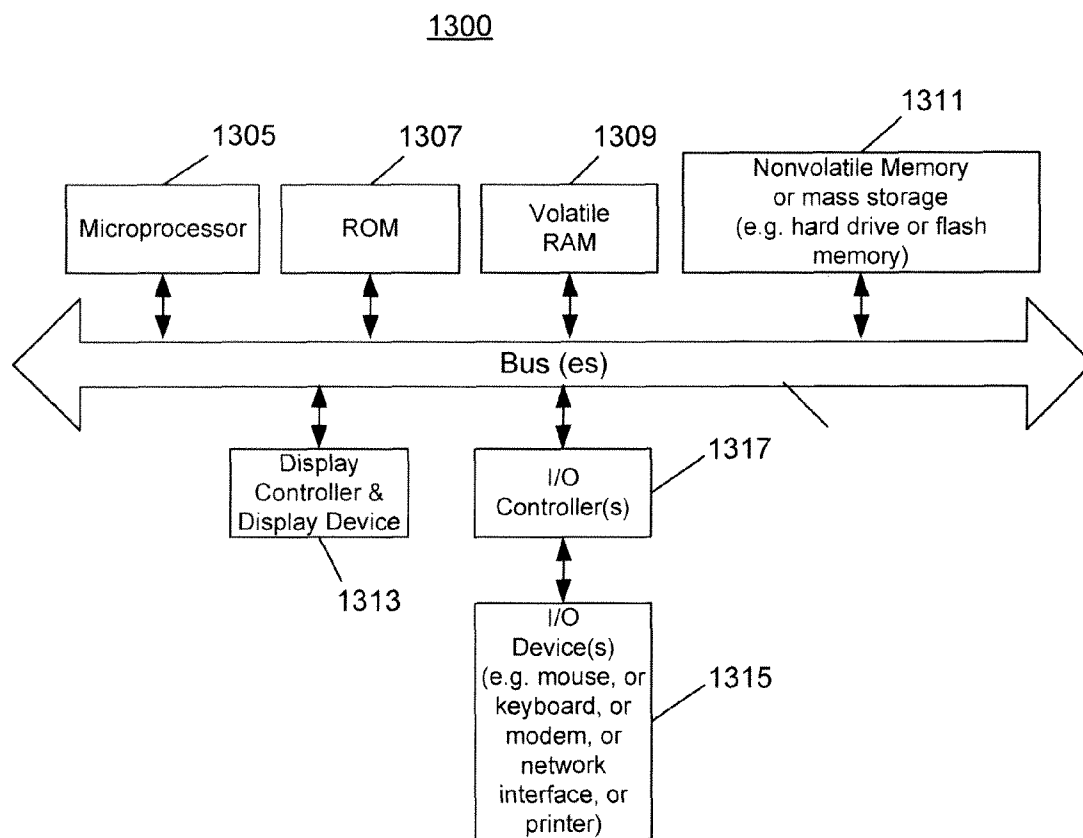 1300
1305
1307
1309
1311
Microprocessor
ROM
Volatile
RAM
Nonvolatile Memory
or mass storage
(e.g. hard drive or flash
memory)
Bus (es)
Display
Controller &
Display Device
1313
I/O
Controller(s)
1317
I/O
Device(s)
(e.g. mouse, or
keyboard, or
modem, or
network
interface, or
printer)
1315